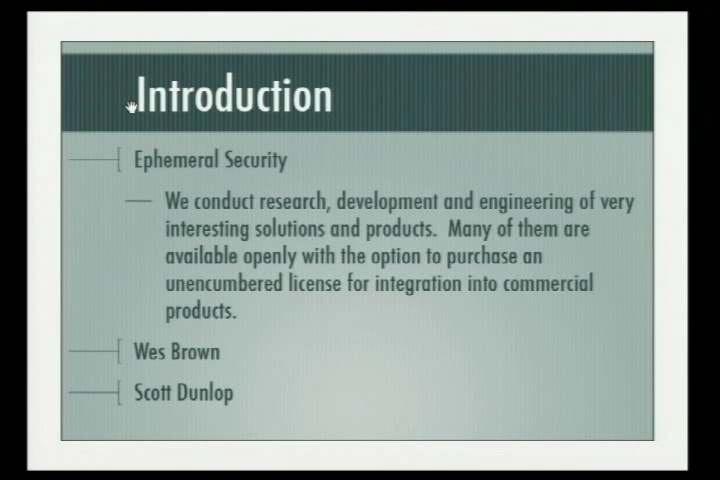 Introduction
Ephemeral Security
We conduct research, development and engineering of very
interesting solutions and products. Many of them are
available openly with the option to purchase an
unencumbered license for integration into commercial
products.
Wes Brown
Scott Dunlop